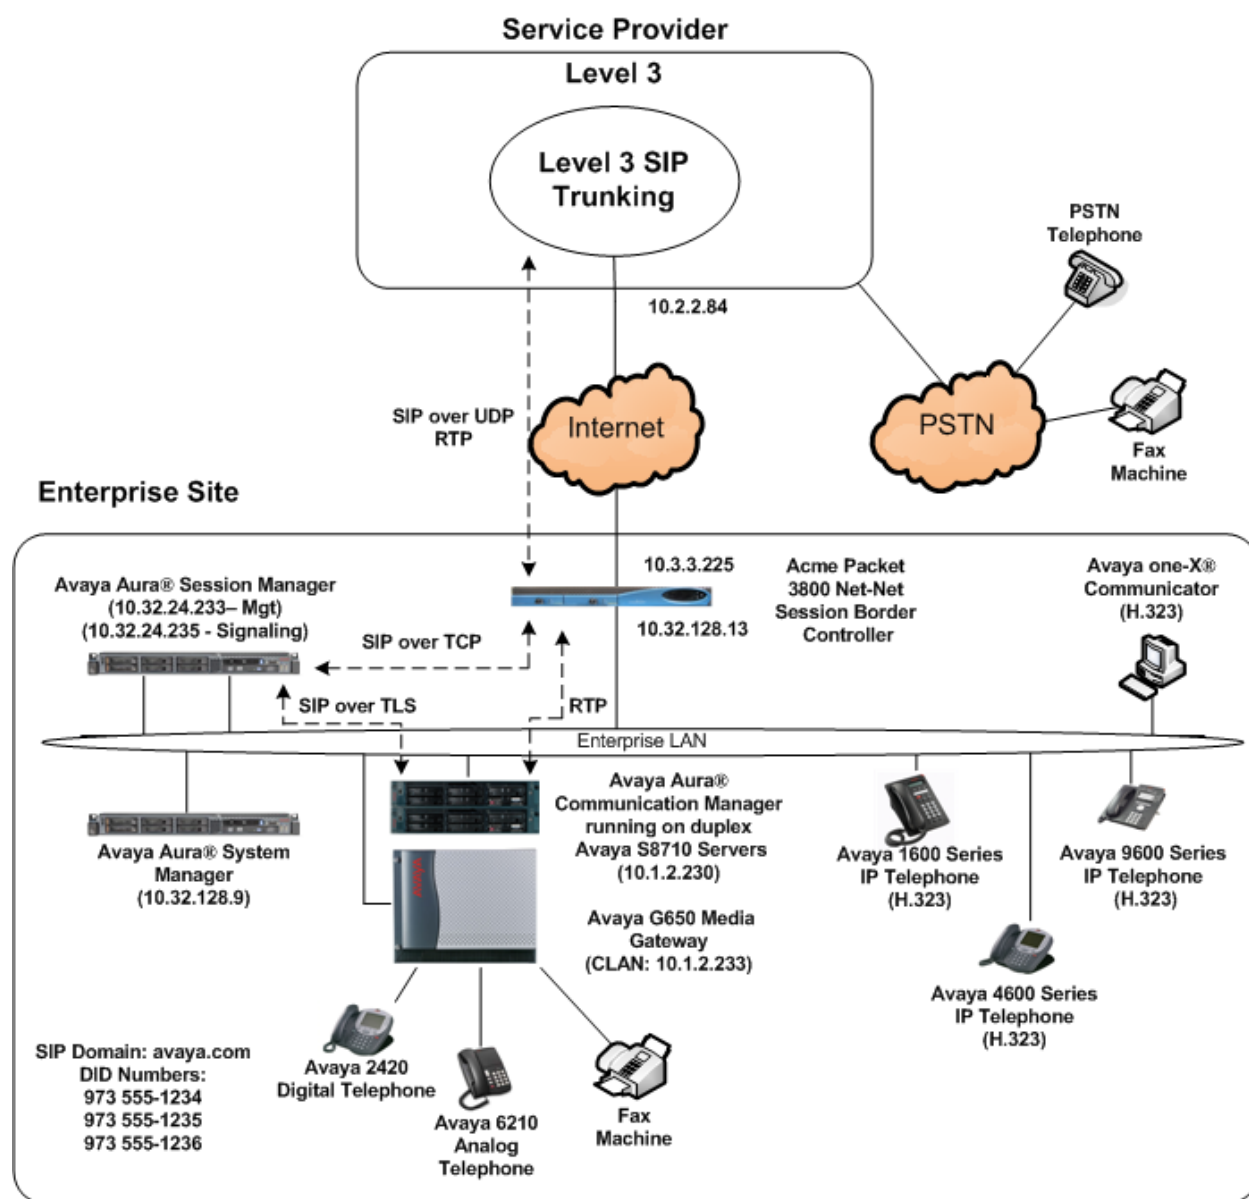 Service Provider
Level 3
Level 3 SIP
Trunking
PSTN
Telephone
10.2.2.84
SIP over UDP
RTP
Internet
PSTN
Fax
Machine
Enterprise Site
Avaya Aura® Session Manager
(10.32.24.233– Mgt)
(10.32.24.235 - Signaling)
10.3.3.225
10.32.128.13
Acme Packet
3800 Net-Net
Session Border
Controller
Avaya one-X®
Communicator
(H.323)
SIP over TCP
SIP over TLS
RTP
Enterprise LAN
Avaya Aura® System
Manager
(10.32.128.9)
Avaya Aura®
Communication Manager
running on duplex
Avaya S8710 Servers
(10.1.2.230)
Avaya G650 Media
Gateway
(CLAN: 10.1.2.233)
Avaya 1600 Series
IP Telephone
(H.323)
Avaya 9600 Series
IP Telephone
(H.323)
Avaya 4600 Series
IP Telephone
(H.323)
SIP Domain: avaya.com
DID Numbers:
973 555-1234
973 555-1235
973 555-1236
Avaya 2420
Digital Telephone
Avaya 6210
Analog
Telephone
Fax
Machine